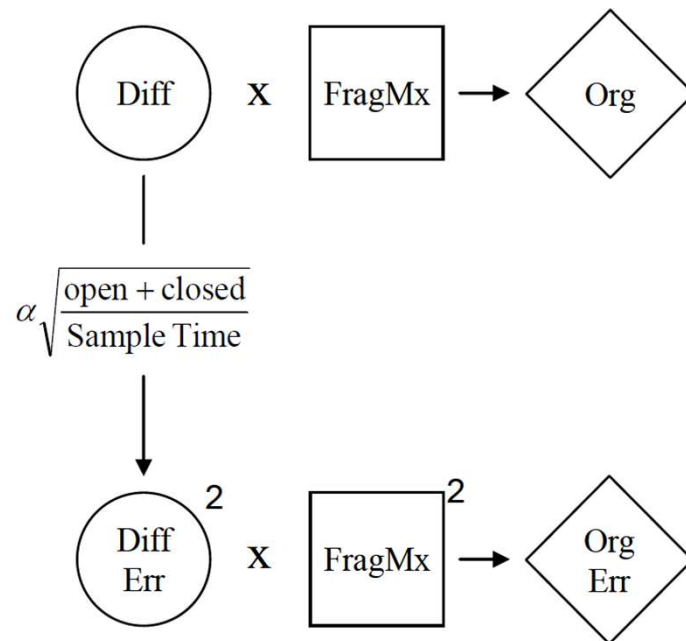 Diff X FragMx Org
α√(open + closed / Sample Time)
2 2
Diff Err X FragMx Org Err